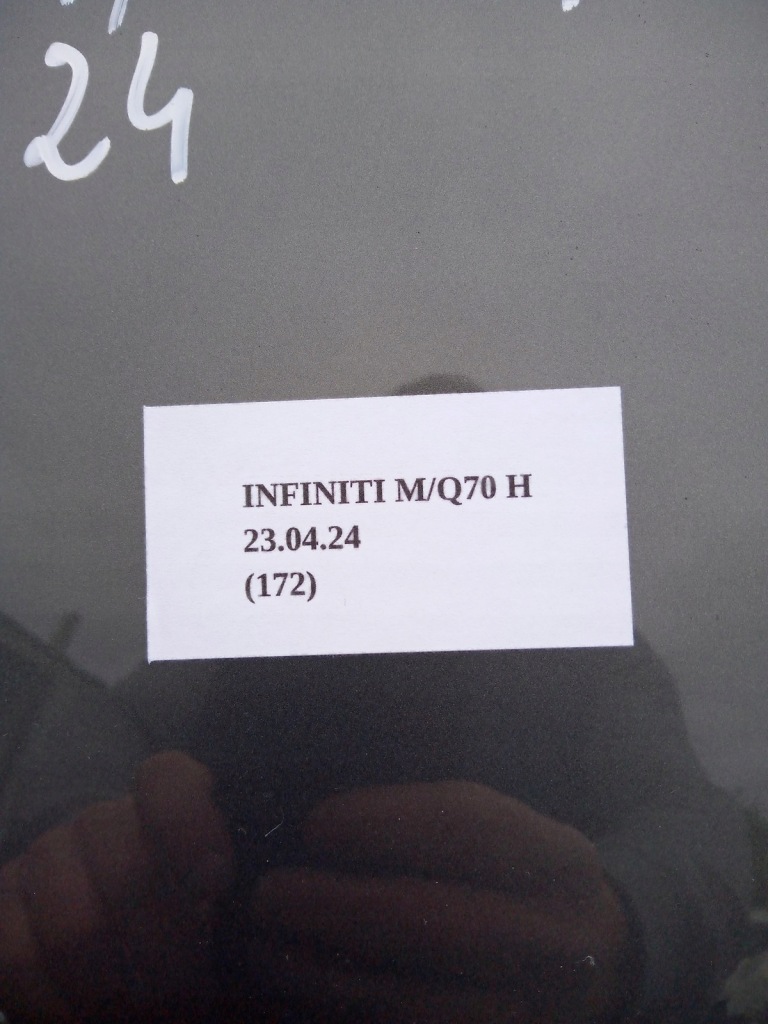 24
INFINITI M/Q70 H
23.04.24
(172)